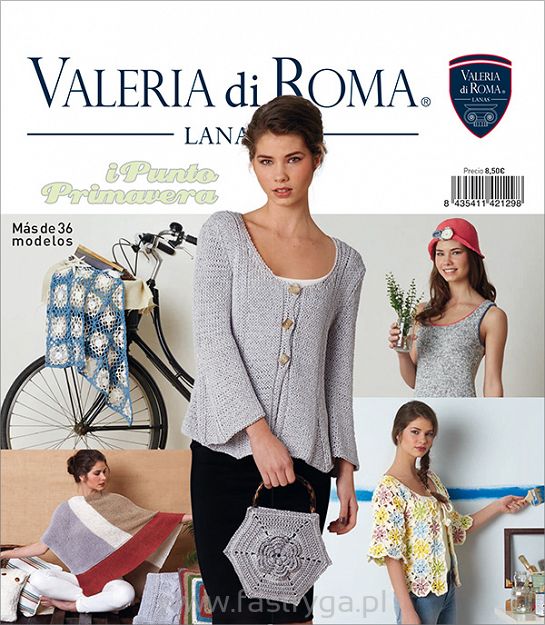 VALERIA di ROMA®
LANAS
VALERIA
di ROMA®
LANAS
iPunto
Primavera
Precio 8,50€
8 435411 421298
Más de 36
modelos
www.fastryga.pl